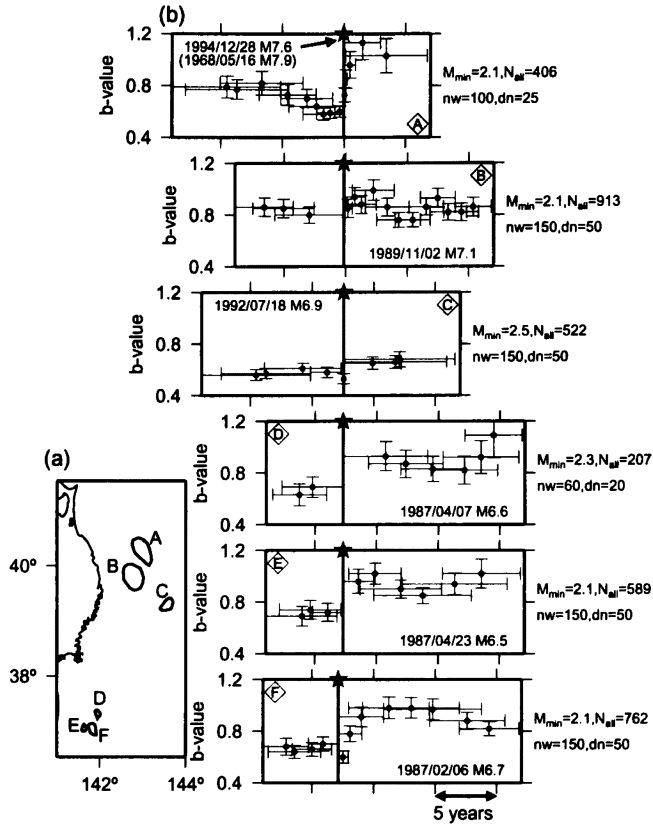 (b)
1.2
0.8
0.4
b-value
1994/12/28 M7.6
(1968/05/16 M7.9)
A
Mmin=2.1,Nall=406
nw=100,dn=25
1.2
0.8
0.4
b-value
B
1989/11/02 M7.1
Mmin=2.1,Nall=913
nw=150,dn=50
1.2
0.8
0.4
b-value
1992/07/18 M6.9
C
Mmin=2.5,Nall=522
nw=150,dn=50
1.2
0.8
0.4
b-value
D
1987/04/07 M6.6
Mmin=2.3,Nall=207
nw=60,dn=20
1.2
0.8
0.4
b-value
E
1987/04/23 M6.5
Mmin=2.1,Nall=589
nw=150,dn=50
1.2
0.8
0.4
b-value
F
1987/02/06 M6.7
Mmin=2.1,Nall=762
nw=150,dn=50
5 years
(a)
A
B
C
D
E
F
40º
38º
142º
144º